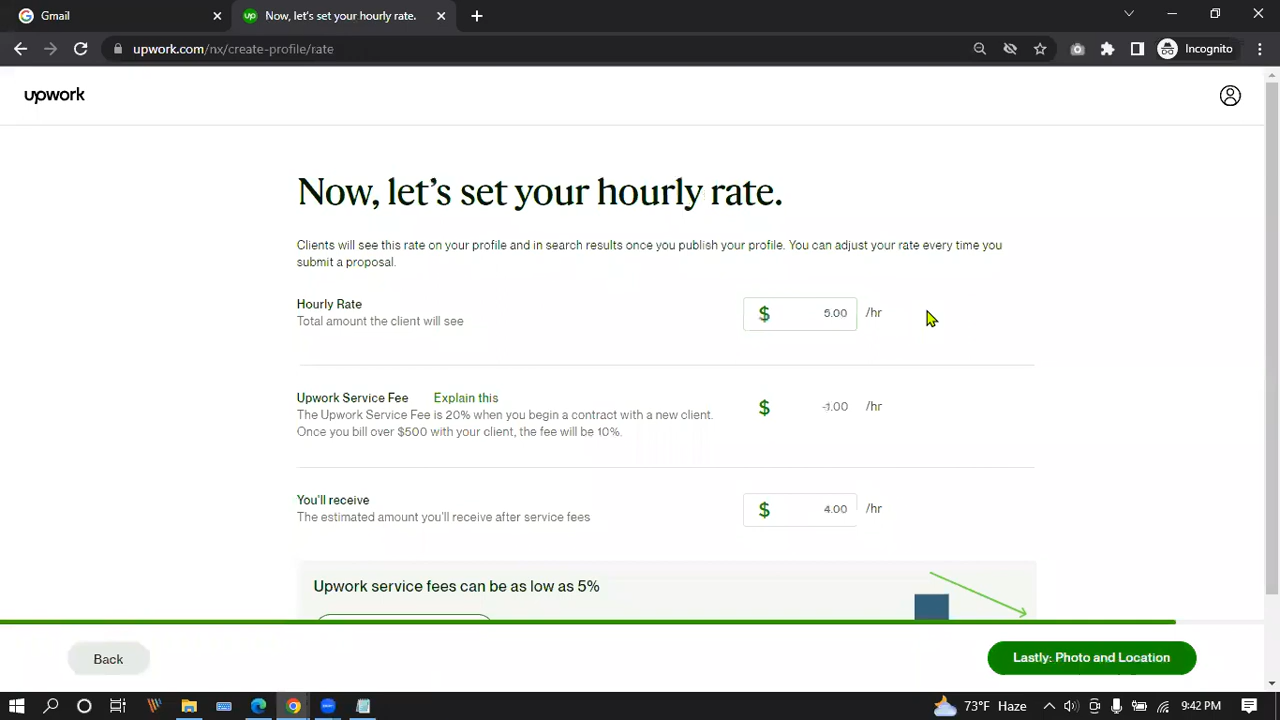 Gmail
Now, let's set your hourly rate.
upwork.com/nx/create-profile/rate
Incognito
upwork
Now, let’s set your hourly rate.
Clients will see this rate on your profile and in search results once you publish your profile. You can adjust your rate every time you
submit a proposal.
Hourly Rate
Total amount the client will see
$ 5.00 /hr
Upwork Service Fee Explain this
The Upwork Service Fee is 20% when you begin a contract with a new client.
Once you bill over $500 with your client, the fee will be 10%.
$ -1.00 /hr
You'll receive
The estimated amount you'll receive after service fees
$ 4.00 /hr
Upwork service fees can be as low as 5%
Back
Lastly: Photo and Location
73°F Haze
9:42 PM